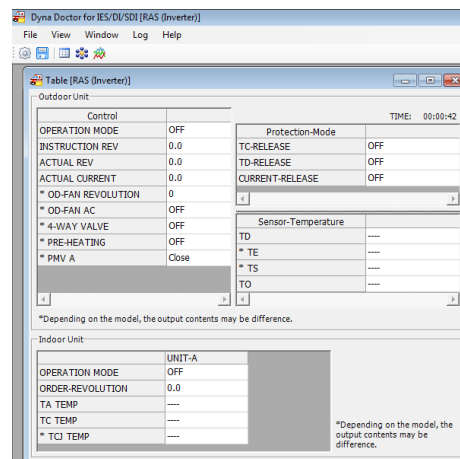 Dyna Doctor for IES/DI/SDI [RAS (Inverter)]
File View Window Log Help
Table [RAS (Inverter)]
Outdoor Unit
Control
OPERATION MODE OFF
INSTRUCTION REV 0.0
ACTUAL REV 0.0
ACTUAL CURRENT 0.0
* OD-FAN REVOLUTION 0
* OD-FAN AC OFF
* 4-WAY VALVE OFF
* PRE-HEATING OFF
* PMV A Close
TIME: 00:00:42
Protection-Mode
TC-RELEASE OFF
TD-RELEASE OFF
CURRENT-RELEASE OFF
Sensor-Temperature
TD ----
* TE ----
* TS ----
TO ----
*Depending on the model, the output contents may be difference.
Indoor Unit
UNIT-A
OPERATION MODE OFF
ORDER-REVOLUTION 0.0
TA TEMP ----
TC TEMP ----
* TCJ TEMP ----
*Depending on the model, the
output contents may be
difference.